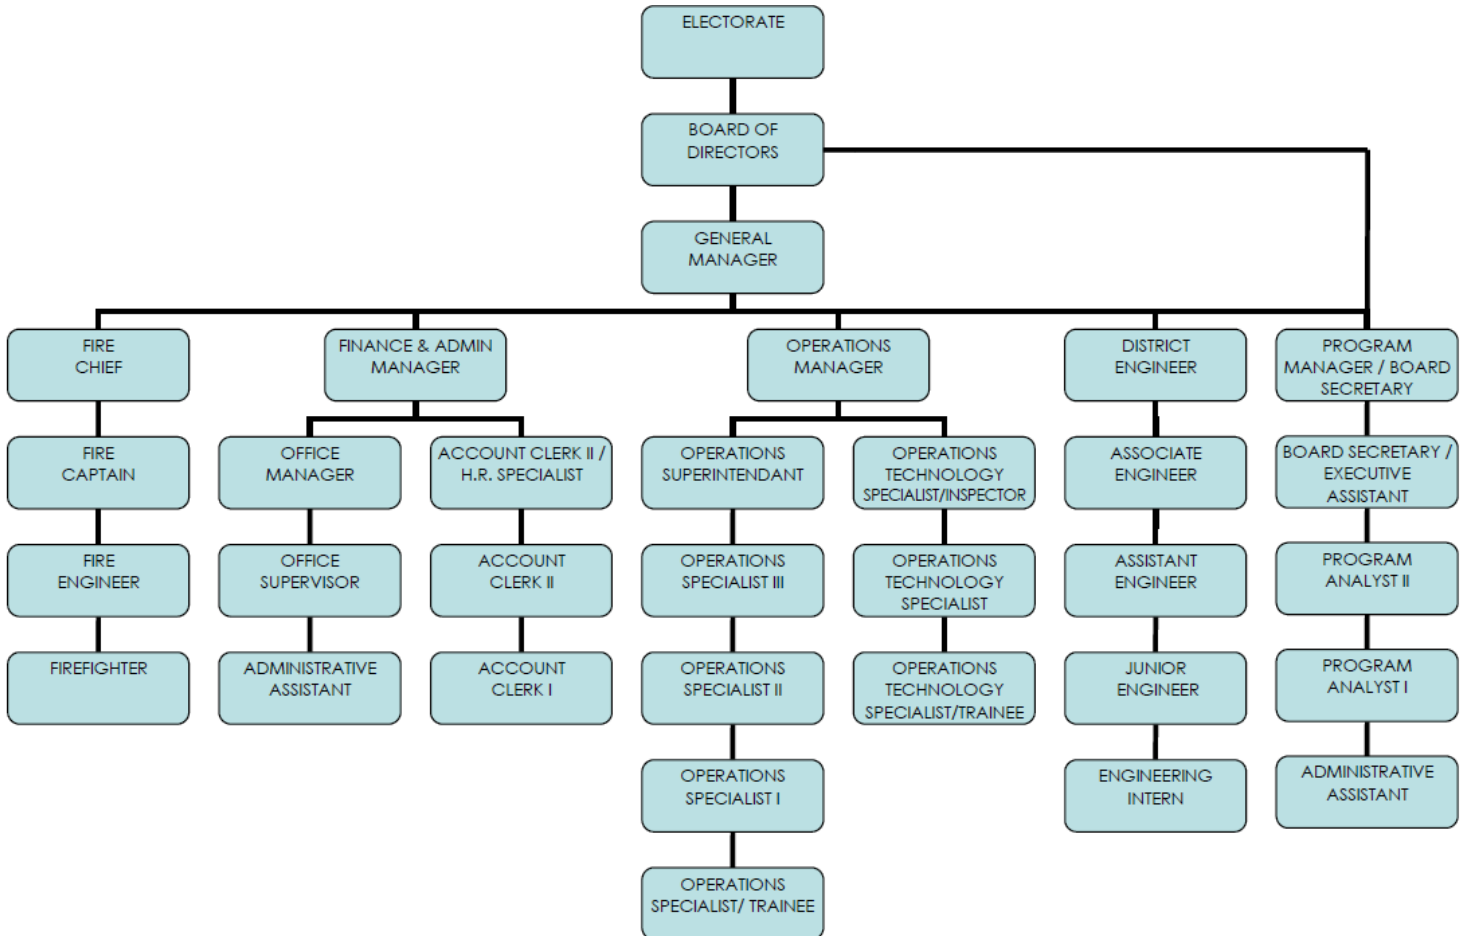 ELECTORATE
BOARD OF
DIRECTORS
GENERAL
MANAGER
FIRE
CHIEF
FINANCE & ADMIN
MANAGER
OPERATIONS
MANAGER
DISTRICT
ENGINEER
PROGRAM
MANAGER / BOARD
SECRETARY
FIRE
CAPTAIN
OFFICE
MANAGER
ACCOUNT CLERK II /
H.R. SPECIALIST
OPERATIONS
SUPERINTENDANT
OPERATIONS
TECHNOLOGY
SPECIALIST/INSPECTOR
ASSOCIATE
ENGINEER
BOARD SECRETARY /
EXECUTIVE
ASSISTANT
FIRE
ENGINEER
OFFICE
SUPERVISOR
ACCOUNT
CLERK II
OPERATIONS
SPECIALIST III
OPERATIONS
TECHNOLOGY
SPECIALIST
ASSISTANT
ENGINEER
PROGRAM
ANALYST II
FIREFIGHTER
ADMINISTRATIVE
ASSISTANT
ACCOUNT
CLERK I
OPERATIONS
SPECIALIST II
OPERATIONS
TECHNOLOGY
SPECIALIST/TRAINEE
JUNIOR
ENGINEER
PROGRAM
ANALYST I
OPERATIONS
SPECIALIST I
ENGINEERING
INTERN
ADMINISTRATIVE
ASSISTANT
OPERATIONS
SPECIALIST/ TRAINEE